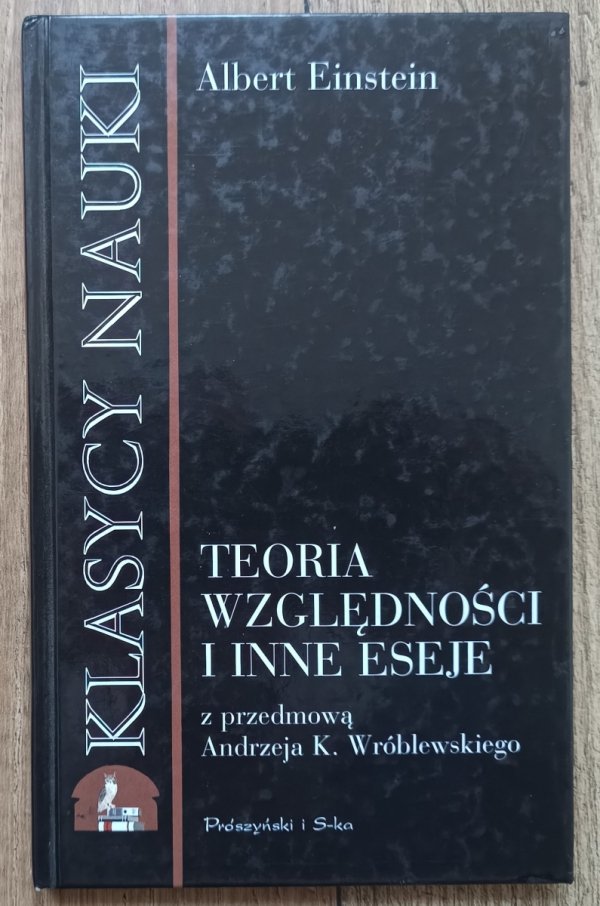 KLASYCY NAUKI
Albert Einstein
TEORIA
WZGLĘDNOŚCI
I INNE ESEJE
z przedmową
Andrzeja K. Wróblewskiego
Prószyński i S-ka